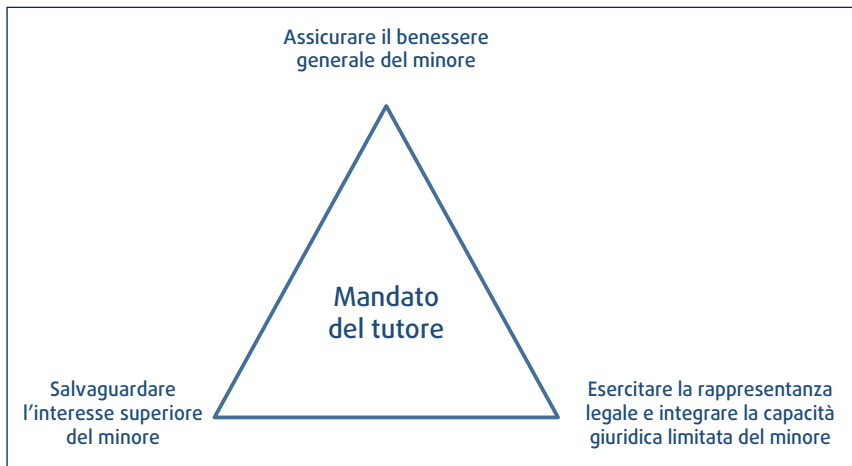 Assicurare il benessere
generale del minore
Mandato
del tutore
Salvaguardare
l'interesse superiore
del minore
Esercitare la rappresentanza
legale e integrare la capacità
giuridica limitata del minore